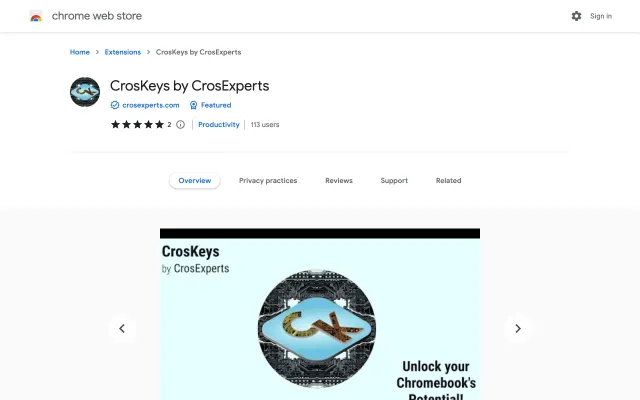 chrome web store
Sign in
Home > Extensions > CrosKeys by CrosExperts
CrosKeys by CrosExperts
crosexperts.com Featured
2 Productivity 113 users
Overview Privacy practices Reviews Support Related
CrosKeys
by CrosExperts
CK
Unlock your
Chromebook's
Potential!